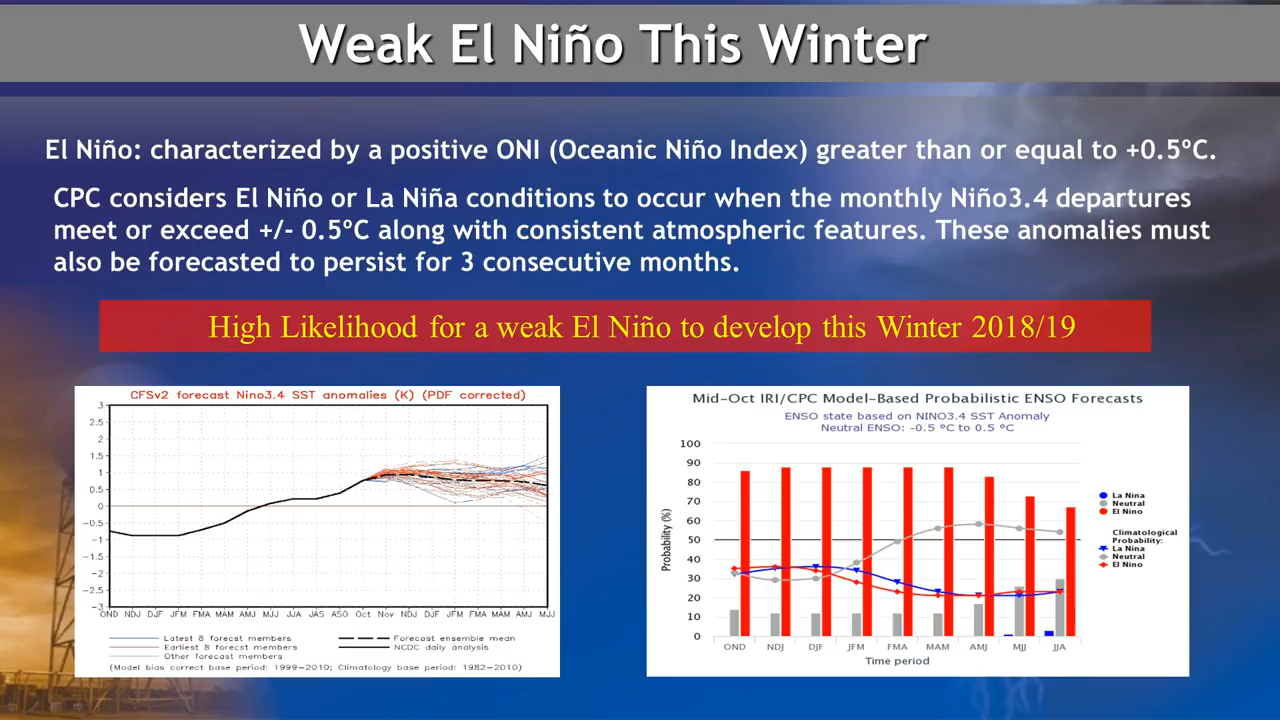 Weak El Niño This Winter
El Niño: characterized by a positive ONI (Oceanic Niño Index) greater than or equal to +0.5ºC.
CPC considers El Niño or La Niña conditions to occur when the monthly Niño3.4 departures
meet or exceed +/- 0.5ºC along with consistent atmospheric features. These anomalies must
also be forecasted to persist for 3 consecutive months.
High Likelihood for a weak El Niño to develop this Winter 2018/19
CFSv2 forecast Nino3.4 SST anomalies (K) (PDF corrected)
3
2.5
2
1.5
1
0.5
0
-0.5
-1
-1.5
-2
-2.5
-3
OND NDJ DJF JFM FMA MAM AMJ MJJ JJA JAS ASO Oct Nov NDJ DJF JFM FMA MAM AMJ MJJ
Latest 8 forecst members
Earliest 8 forecst members
Other forecast members
Forecast ensemble mean
NCDC daily analysis
(Model bias correct base period: 1999-2010; Climatology base period: 1982-2010)
Mid-Oct IRI/CPC Model-Based Probabilistic ENSO Forecasts
ENSO state based on NINO3.4 SST Anomaly
Neutral ENSO: -0.5 °C to 0.5 °C
Probability (%)
100
90
80
70
60
50
40
30
20
10
0
OND NDJ DJF JFM FMA MAM AMJ MJJ JJA
Time period
La Nina
Neutral
El Nino
Climatological
Probability:
La Nina
Neutral
El Nino